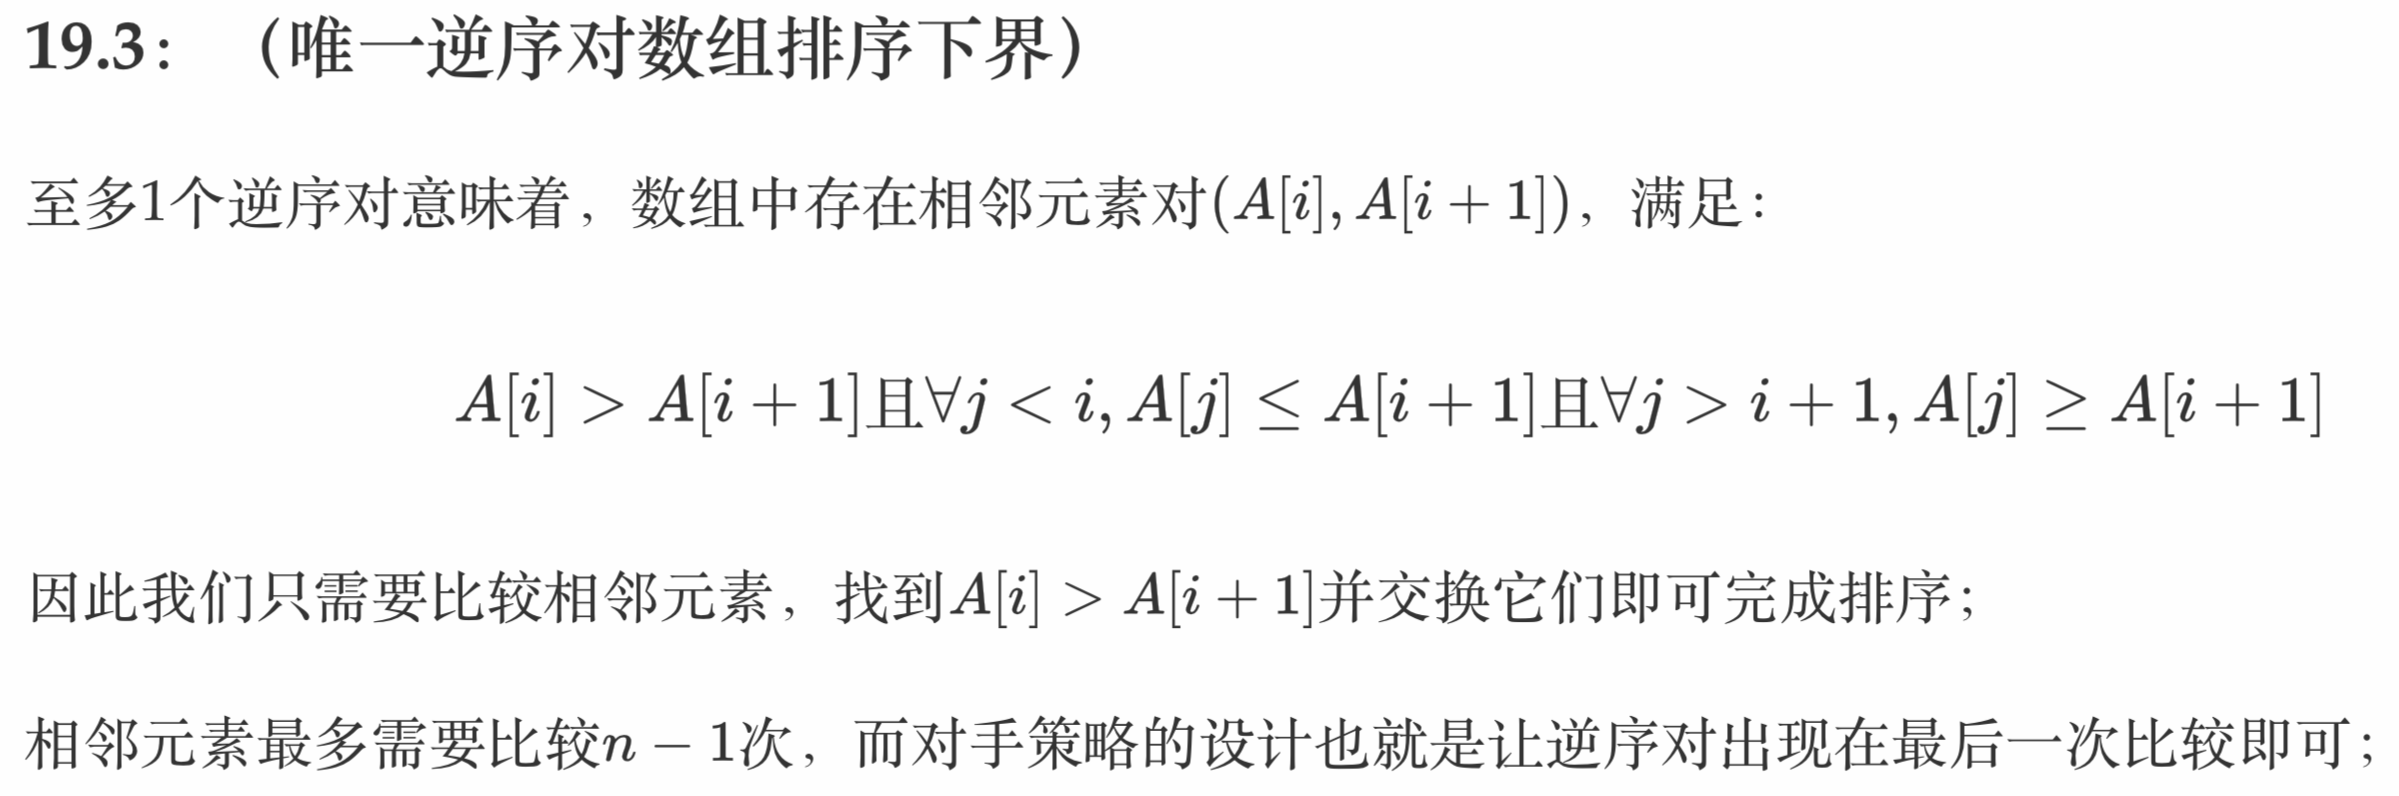 19.3：（唯一逆序对数组排序下界）
至多1个逆序对意味着，数组中存在相邻元素对(A[i], A[i + 1])，满足：
A[i] > A[i + 1]且∀j < i, A[j] ≤ A[i + 1]且∀j > i + 1, A[j] ≥ A[i + 1]
因此我们只需要比较相邻元素，找到A[i] > A[i + 1]并交换它们即可完成排序；
相邻元素最多需要比较n − 1次，而对手策略的设计也就是让逆序对出现在最后一次比较即可；